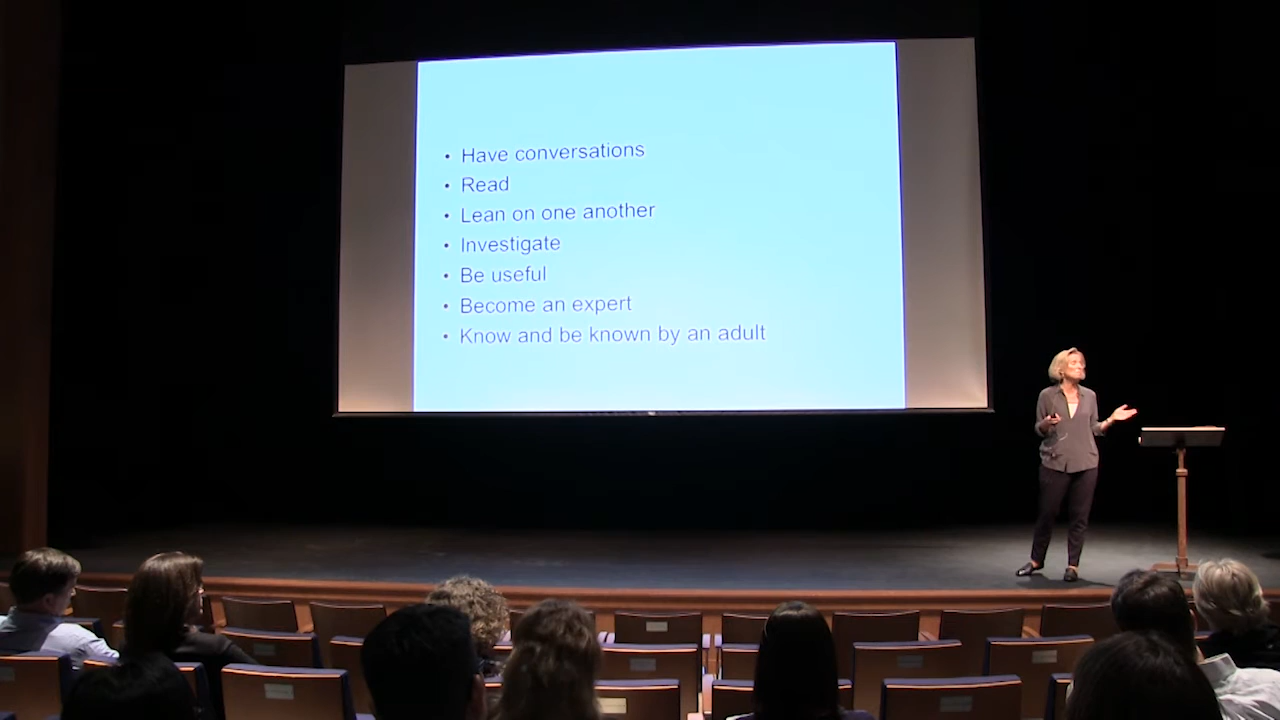 • Have conversations
• Read
• Lean on one another
• Investigate
• Be useful
• Become an expert
• Know and be known by an adult